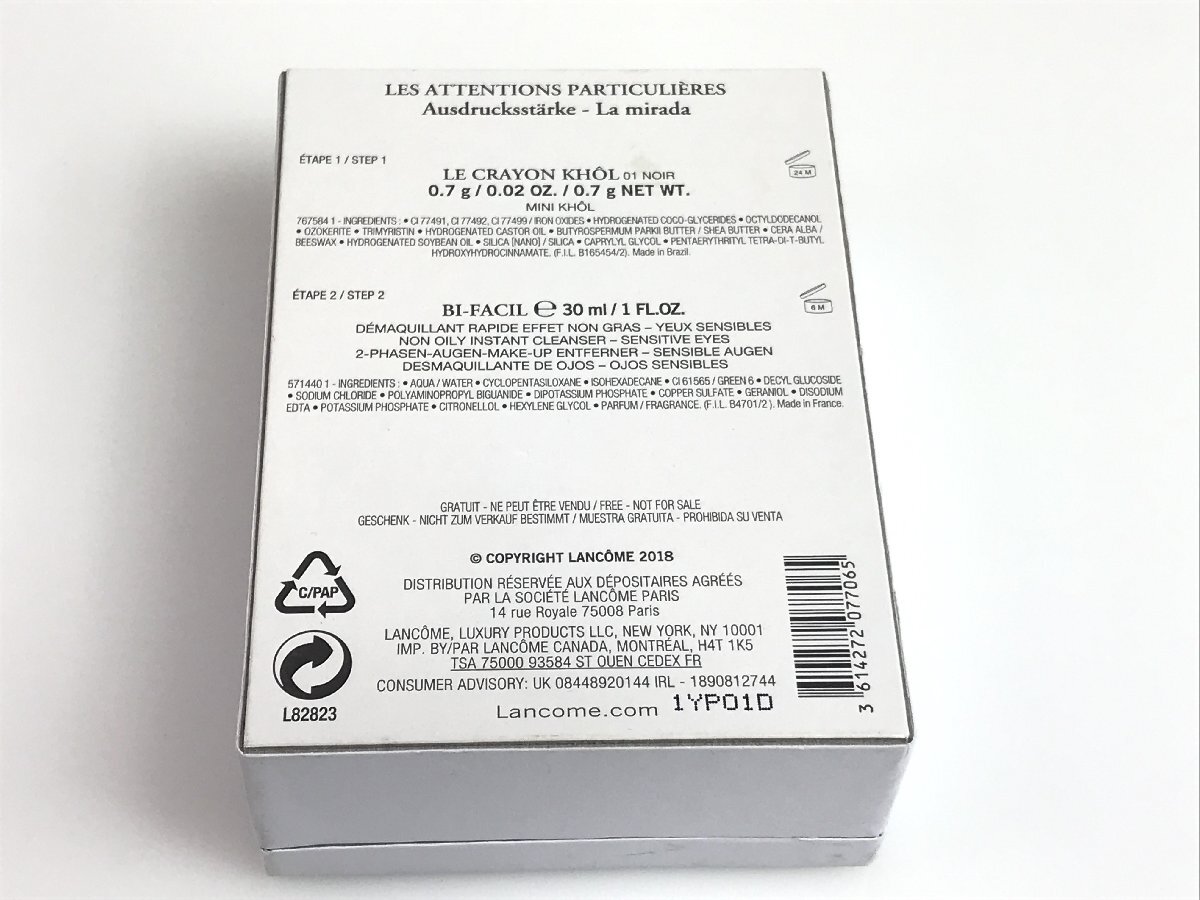 LES ATTENTIONS PARTICULIÈRES
Ausdrucksstärke - La mirada
ÉTAPE 1 / STEP 1
24 M
LE CRAYON KHÔL 01 NOIR
0.7 g / 0.02 OZ. / 0.7 g NET WT.
MINI KHÔL
767584 1 - INGREDIENTS : • CI 77491, CI 77492, CI 77499 / IRON OXIDES • HYDROGENATED COCO-GLYCERIDES • OCTYLDODECANOL
• OZOKERITE • TRIMYRISTIN • HYDROGENATED CASTOR OIL • BUTYROSPERMUM PARKII BUTTER / SHEA BUTTER • CERA ALBA /
BEESWAX • HYDROGENATED SOYBEAN OIL • SILICA [NANO] / SILICA • CAPRYLYL GLYCOL • PENTAERYTHRITYL TETRA-DI-T-BUTYL
HYDROXYHYDROCINNAMATE. (F.I.L. B165454/2). Made in Brazil.
ÉTAPE 2 / STEP 2
6 M
BI-FACIL ℮ 30 ml / 1 FL.OZ.
DÉMAQUILLANT RAPIDE EFFET NON GRAS – YEUX SENSIBLES
NON OILY INSTANT CLEANSER – SENSITIVE EYES
2-PHASEN-AUGEN-MAKE-UP ENTFERNER – SENSIBLE AUGEN
DESMAQUILLANTE DE OJOS – OJOS SENSIBLES
571440 1 - INGREDIENTS : • AQUA / WATER • CYCLOPENTASILOXANE • ISOHEXADECANE • CI 61565 / GREEN 6 • DECYL GLUCOSIDE
• SODIUM CHLORIDE • POLYAMINOPROPYL BIGUANIDE • DIPOTASSIUM PHOSPHATE • COPPER SULFATE • GERANIOL • DISODIUM
EDTA • POTASSIUM PHOSPHATE • CITRONELLOL • HEXYLENE GLYCOL • PARFUM / FRAGRANCE. (F.I.L. B4701/2 ). Made in France.
GRATUIT - NE PEUT ÊTRE VENDU / FREE - NOT FOR SALE
GESCHENK - NICHT ZUM VERKAUF BESTIMMT / MUESTRA GRATUITA - PROHIBIDA SU VENTA
© COPYRIGHT LANCÔME 2018
DISTRIBUTION RÉSERVÉE AUX DÉPOSITAIRES AGRÉÉS
PAR LA SOCIÉTÉ LANCÔME PARIS
14 rue Royale 75008 Paris
LANCÔME, LUXURY PRODUCTS LLC, NEW YORK, NY 10001
IMP. BY/PAR LANCÔME CANADA, MONTRÉAL, H4T 1K5
TSA 75000 93584 ST OUEN CEDEX FR
CONSUMER ADVISORY: UK 08448920144 IRL - 1890812744
Lancome.com 1YP01D
C/PAP
L82823
3 614272 077065